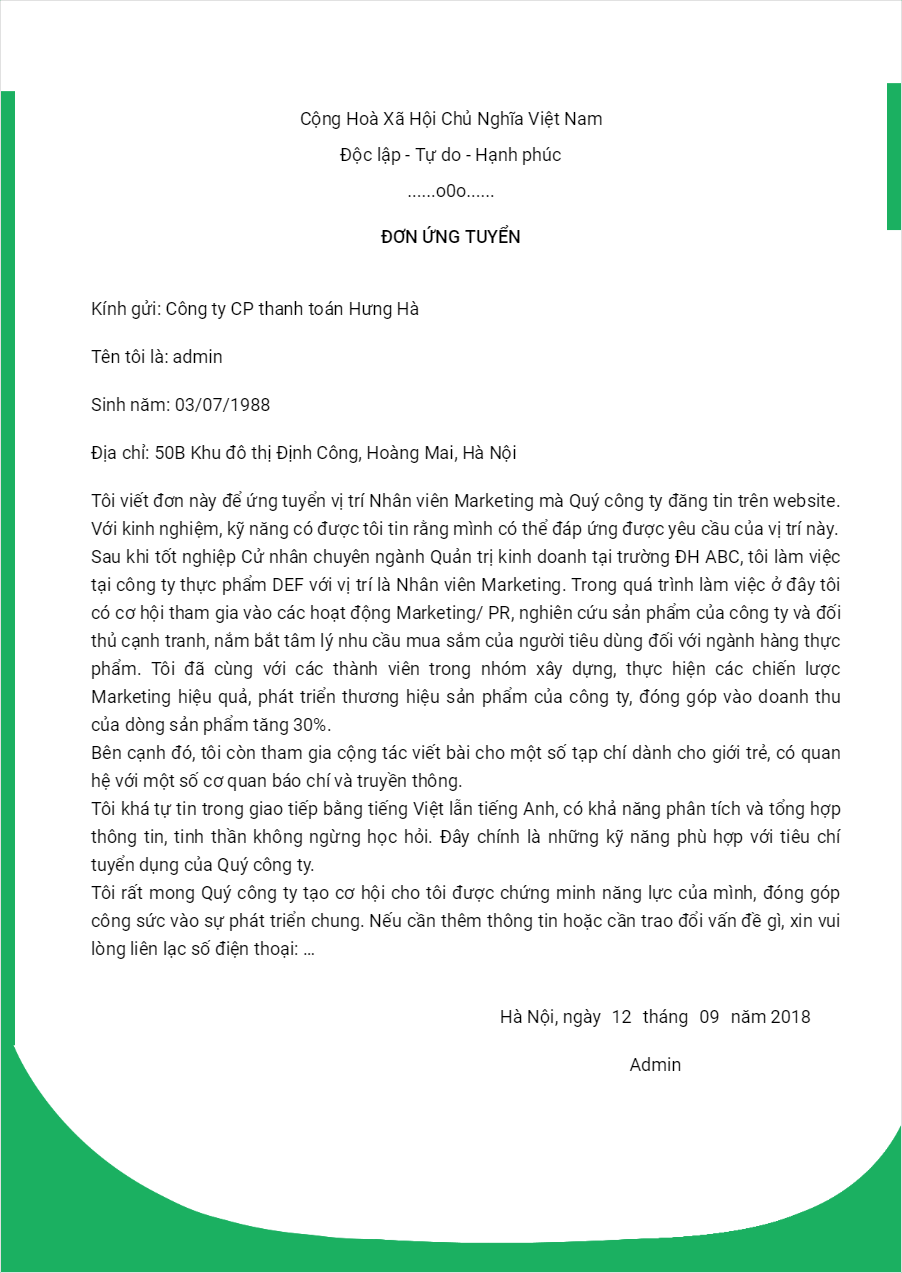 Cộng Hoà Xã Hội Chủ Nghĩa Việt Nam
Độc lập - Tự do - Hạnh phúc
......o0o......
ĐƠN ỨNG TUYỂN
Kính gửi: Công ty CP thanh toán Hưng Hà
Tên tôi là: admin
Sinh năm: 03/07/1988
Địa chỉ: 50B Khu đô thị Định Công, Hoàng Mai, Hà Nội
Tôi viết đơn này để ứng tuyển vị trí Nhân viên Marketing mà Quý công ty đăng tin trên website.
Với kinh nghiệm, kỹ năng có được tôi tin rằng mình có thể đáp ứng được yêu cầu của vị trí này.
Sau khi tốt nghiệp Cử nhân chuyên ngành Quản trị kinh doanh tại trường ĐH ABC, tôi làm việc
tại công ty thực phẩm DEF với vị trí là Nhân viên Marketing. Trong quá trình làm việc ở đây tôi
có cơ hội tham gia vào các hoạt động Marketing/ PR, nghiên cứu sản phẩm của công ty và đối
thủ cạnh tranh, nắm bắt tâm lý nhu cầu mua sắm của người tiêu dùng đối với ngành hàng thực
phẩm. Tôi đã cùng với các thành viên trong nhóm xây dựng, thực hiện các chiến lược
Marketing hiệu quả, phát triển thương hiệu sản phẩm của công ty, đóng góp vào doanh thu
của dòng sản phẩm tăng 30%.
Bên cạnh đó, tôi còn tham gia cộng tác viết bài cho một số tạp chí dành cho giới trẻ, có quan
hệ với một số cơ quan báo chí và truyền thông.
Tôi khá tự tin trong giao tiếp bằng tiếng Việt lẫn tiếng Anh, có khả năng phân tích và tổng hợp
thông tin, tinh thần không ngừng học hỏi. Đây chính là những kỹ năng phù hợp với tiêu chí
tuyển dụng của Quý công ty.
Tôi rất mong Quý công ty tạo cơ hội cho tôi được chứng minh năng lực của mình, đóng góp
công sức vào sự phát triển chung. Nếu cần thêm thông tin hoặc cần trao đổi vấn đề gì, xin vui
lòng liên lạc số điện thoại: …
Hà Nội, ngày 12 tháng 09 năm 2018
Admin